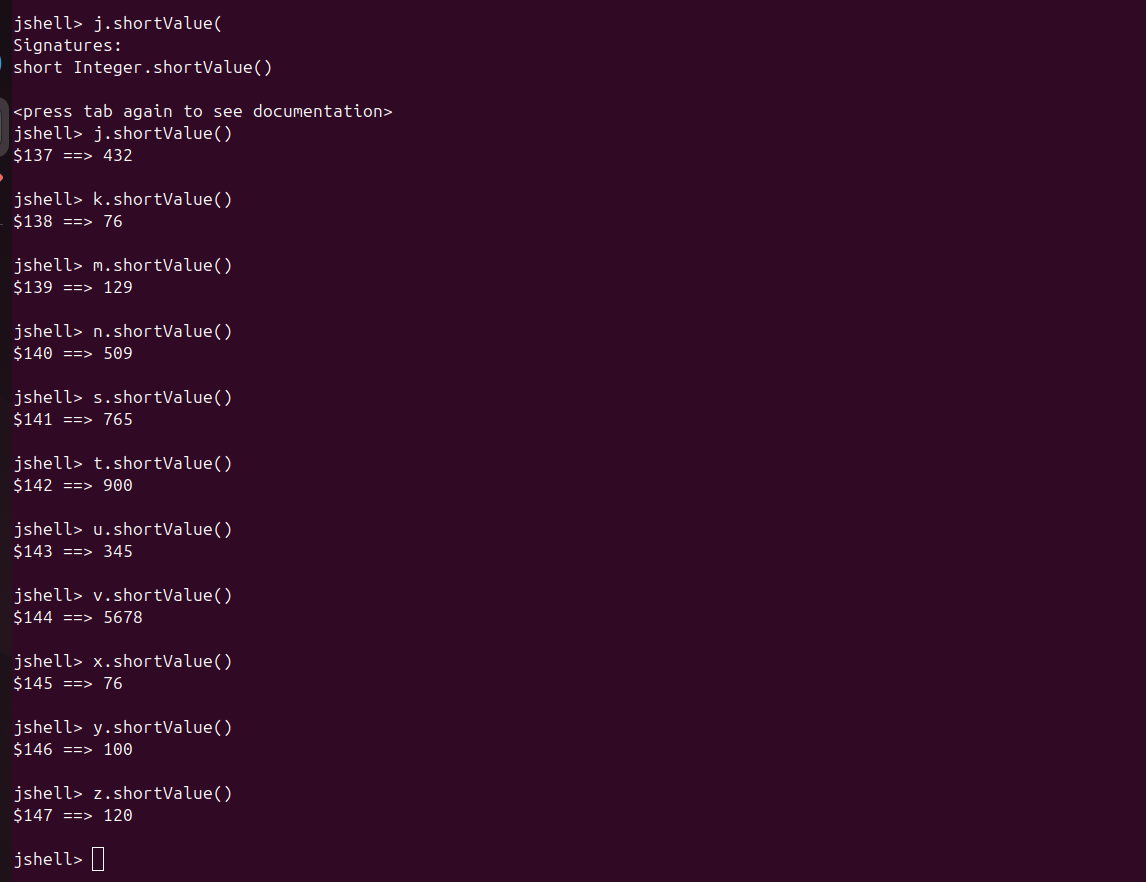 jshell> j.shortValue(
Signatures:
short Integer.shortValue()
<press tab again to see documentation>
jshell> j.shortValue()
$137 ==> 432
jshell> k.shortValue()
$138 ==> 76
jshell> m.shortValue()
$139 ==> 129
jshell> n.shortValue()
$140 ==> 509
jshell> s.shortValue()
$141 ==> 765
jshell> t.shortValue()
$142 ==> 900
jshell> u.shortValue()
$143 ==> 345
jshell> v.shortValue()
$144 ==> 5678
jshell> x.shortValue()
$145 ==> 76
jshell> y.shortValue()
$146 ==> 100
jshell> z.shortValue()
$147 ==> 120
jshell>